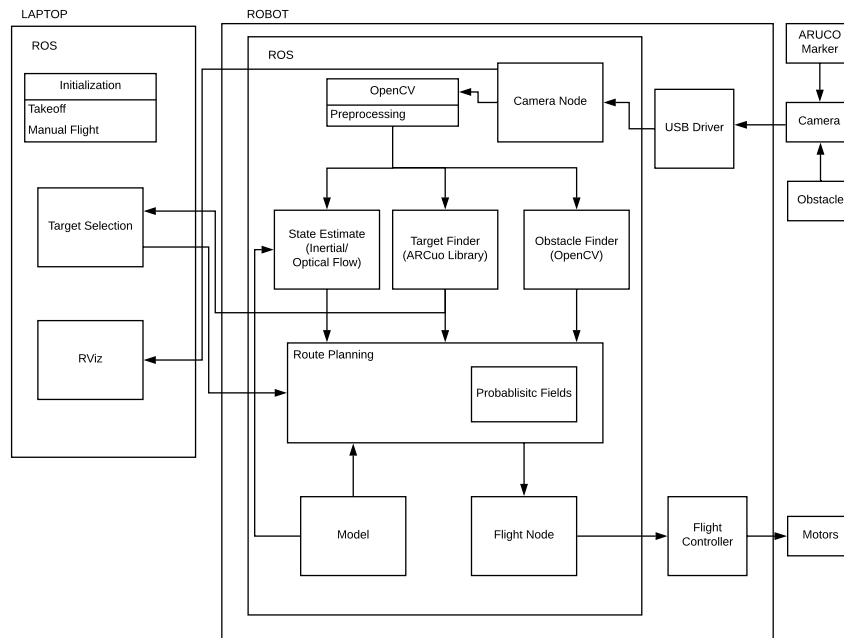 LAPTOP
ROS
Initialization
Takeoff
Manual Flight
Target Selection
RViz
ROBOT
ROS
OpenCV
Preprocessing
Camera Node
USB Driver
ARUCO
Marker
Camera
Obstacle
State Estimate
(Inertial/
Optical Flow)
Target Finder
(ARCuo Library)
Obstacle Finder
(OpenCV)
Route Planning
Probablisitc Fields
Model
Flight Node
Flight
Controller
Motors